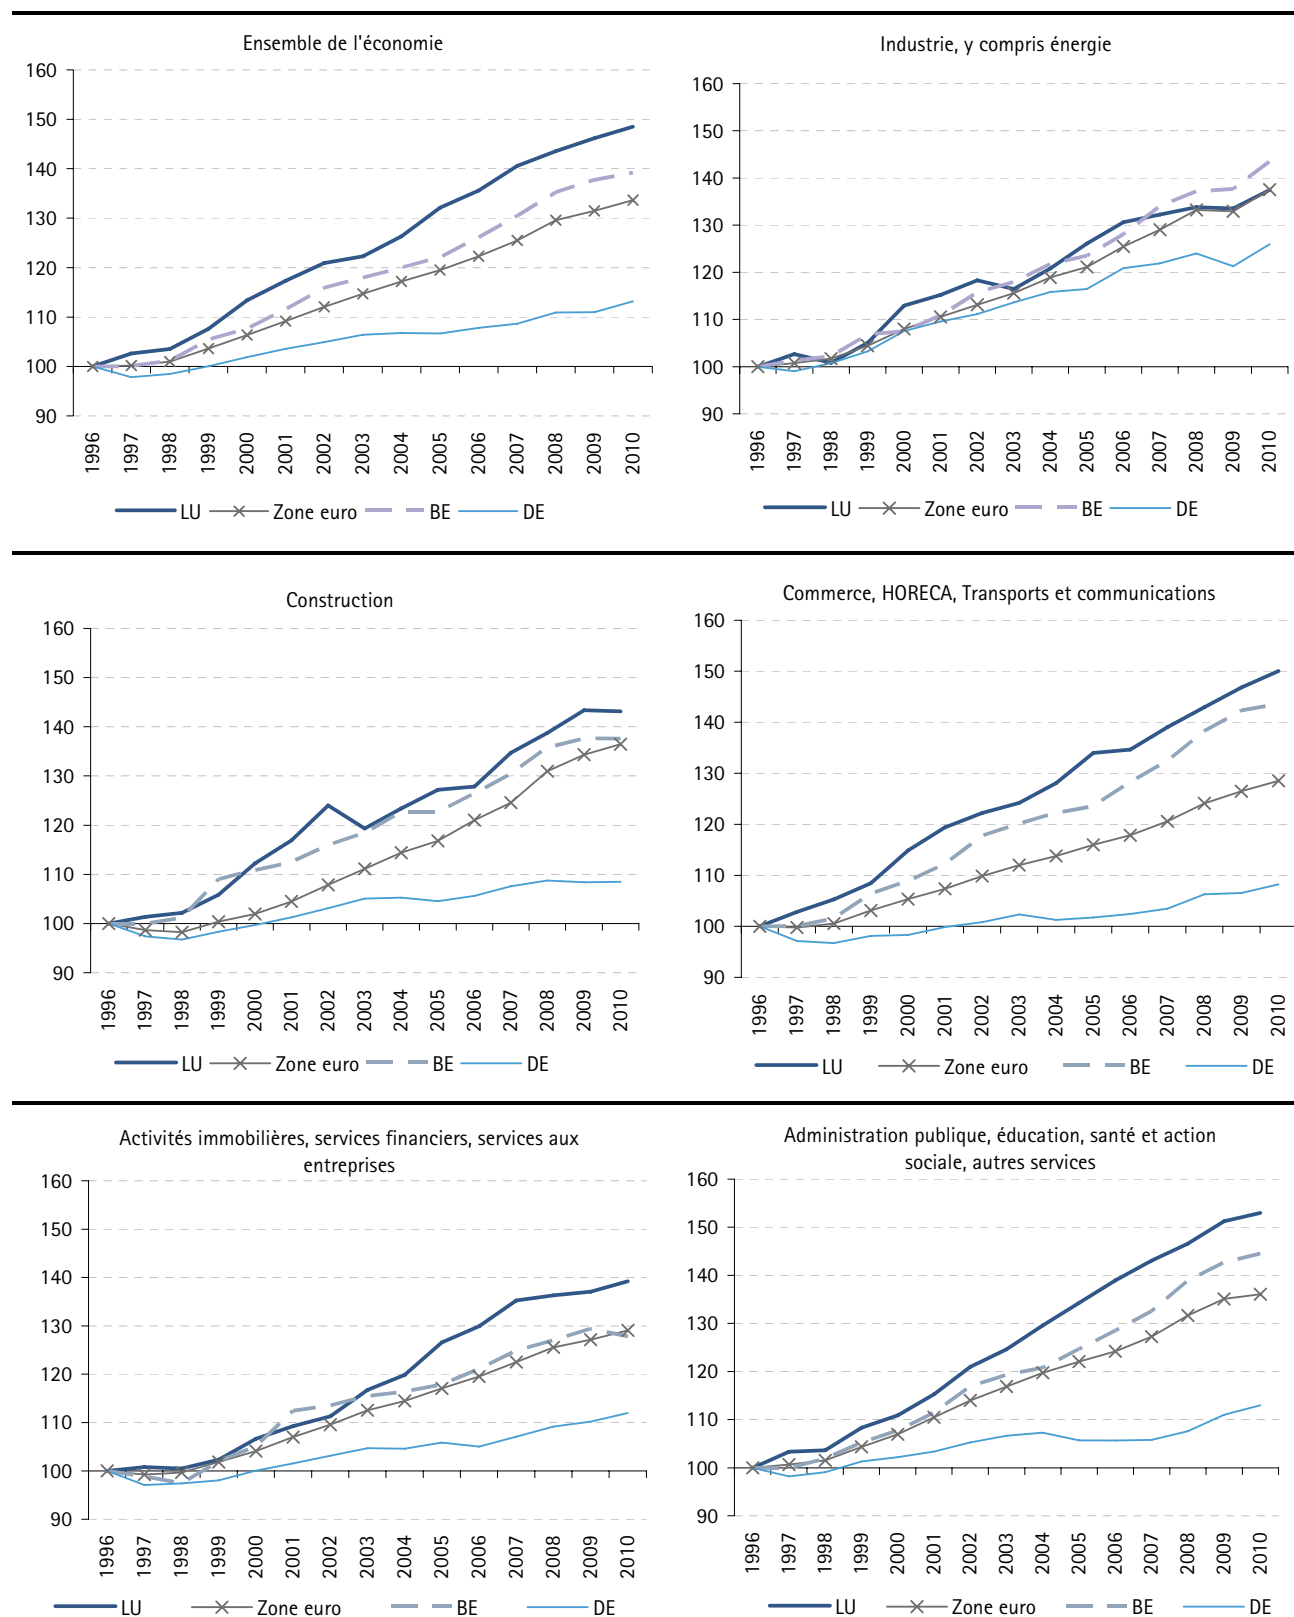 Ensemble de l'économie
160
150
140
130
120
110
100
90
1996 1997 1998 1999 2000 2001 2002 2003 2004 2005 2006 2007 2008 2009 2010
LU Zone euro BE DE
Industrie, y compris énergie
160
150
140
130
120
110
100
90
1996 1997 1998 1999 2000 2001 2002 2003 2004 2005 2006 2007 2008 2009 2010
LU Zone euro BE DE
Construction
160
150
140
130
120
110
100
90
1996 1997 1998 1999 2000 2001 2002 2003 2004 2005 2006 2007 2008 2009 2010
LU Zone euro BE DE
Commerce, HORECA, Transports et communications
160
150
140
130
120
110
100
90
1996 1997 1998 1999 2000 2001 2002 2003 2004 2005 2006 2007 2008 2009 2010
LU Zone euro BE DE
Activités immobilières, services financiers, services aux
entreprises
160
150
140
130
120
110
100
90
1996 1997 1998 1999 2000 2001 2002 2003 2004 2005 2006 2007 2008 2009 2010
LU Zone euro BE DE
Administration publique, éducation, santé et action
sociale, autres services
160
150
140
130
120
110
100
90
1996 1997 1998 1999 2000 2001 2002 2003 2004 2005 2006 2007 2008 2009 2010
LU Zone euro BE DE